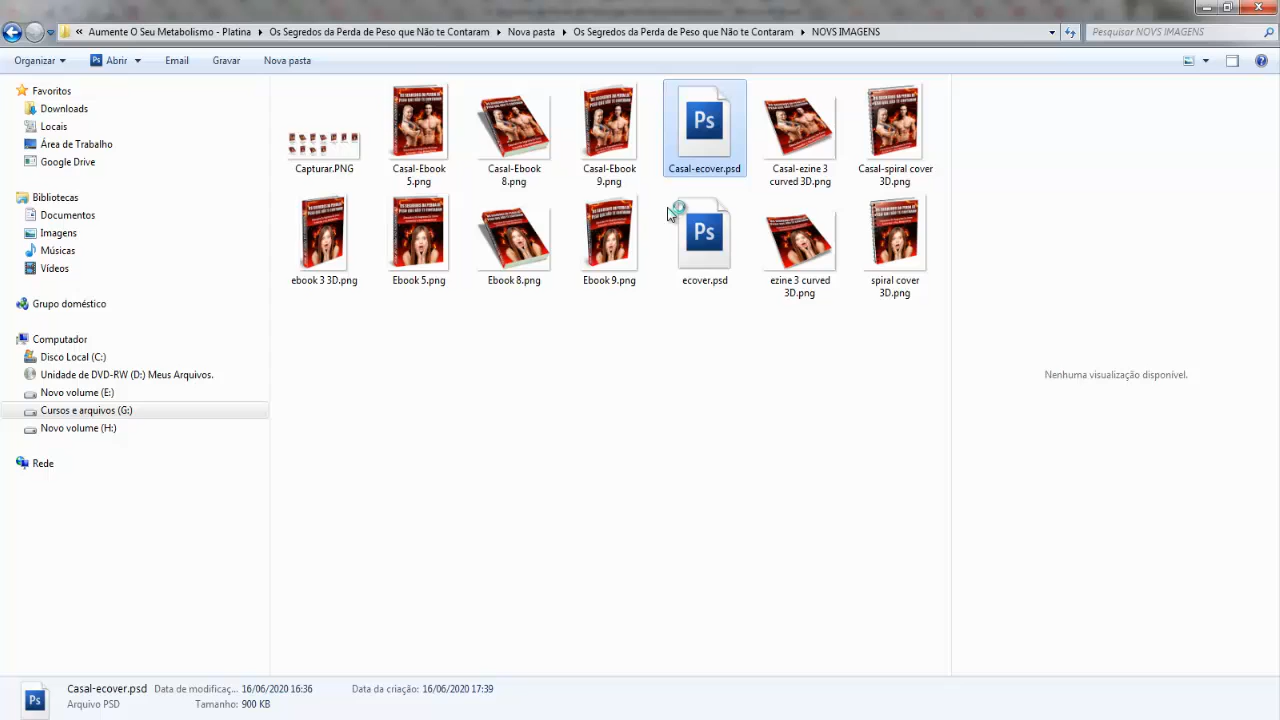 « Aumente O Seu Metabolismo - Platina ▸ Os Segredos da Perda de Peso que Não te Contaram ▸ Nova pasta ▸ Os Segredos da Perda de Peso que Não te Contaram ▸ NOVS IMAGENS
Pesquisar NOVS IMAGENS
Organizar Abrir Email Gravar Nova pasta
Favoritos
Downloads
Locais
Área de Trabalho
Google Drive
Bibliotecas
Documentos
Imagens
Músicas
Vídeos
Grupo doméstico
Computador
Disco Local (C:)
Unidade de DVD-RW (D:) Meus Arquivos.
Novo volume (E:)
Cursos e arquivos (G:)
Novo volume (H:)
Rede
Capturar.PNG
Casal-Ebook
5.png
Casal-Ebook
8.png
Casal-Ebook
9.png
Ps
Casal-ecover.psd
Casal-ezine 3
curved 3D.png
Casal-spiral cover
3D.png
ebook 3 3D.png
Ebook 5.png
Ebook 8.png
Ebook 9.png
Ps
ecover.psd
ezine 3 curved
3D.png
spiral cover
3D.png
Nenhuma visualização disponível.
Ps
Casal-ecover.psd Data de modificaç... 16/06/2020 16:36 Data da criação: 16/06/2020 17:39
Arquivo PSD Tamanho: 900 KB